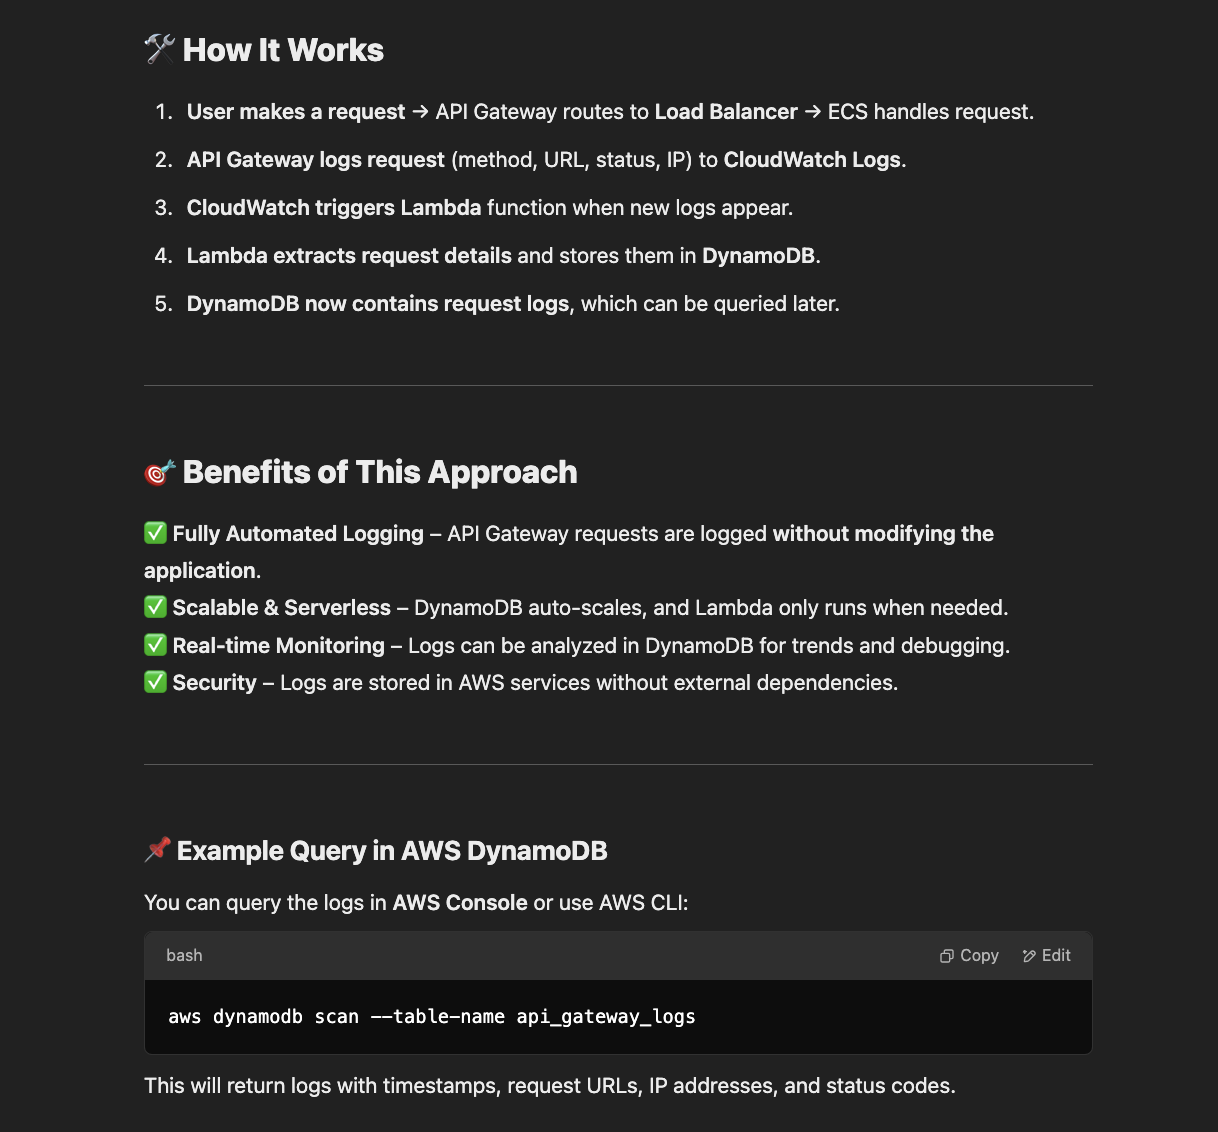 🛠️ How It Works
1. User makes a request → API Gateway routes to Load Balancer → ECS handles request.
2. API Gateway logs request (method, URL, status, IP) to CloudWatch Logs.
3. CloudWatch triggers Lambda function when new logs appear.
4. Lambda extracts request details and stores them in DynamoDB.
5. DynamoDB now contains request logs, which can be queried later.
🎯 Benefits of This Approach
✅ Fully Automated Logging – API Gateway requests are logged without modifying the
application.
✅ Scalable & Serverless – DynamoDB auto-scales, and Lambda only runs when needed.
✅ Real-time Monitoring – Logs can be analyzed in DynamoDB for trends and debugging.
✅ Security – Logs are stored in AWS services without external dependencies.
📌 Example Query in AWS DynamoDB
You can query the logs in AWS Console or use AWS CLI:
bash Copy Edit
aws dynamodb scan --table-name api_gateway_logs
This will return logs with timestamps, request URLs, IP addresses, and status codes.